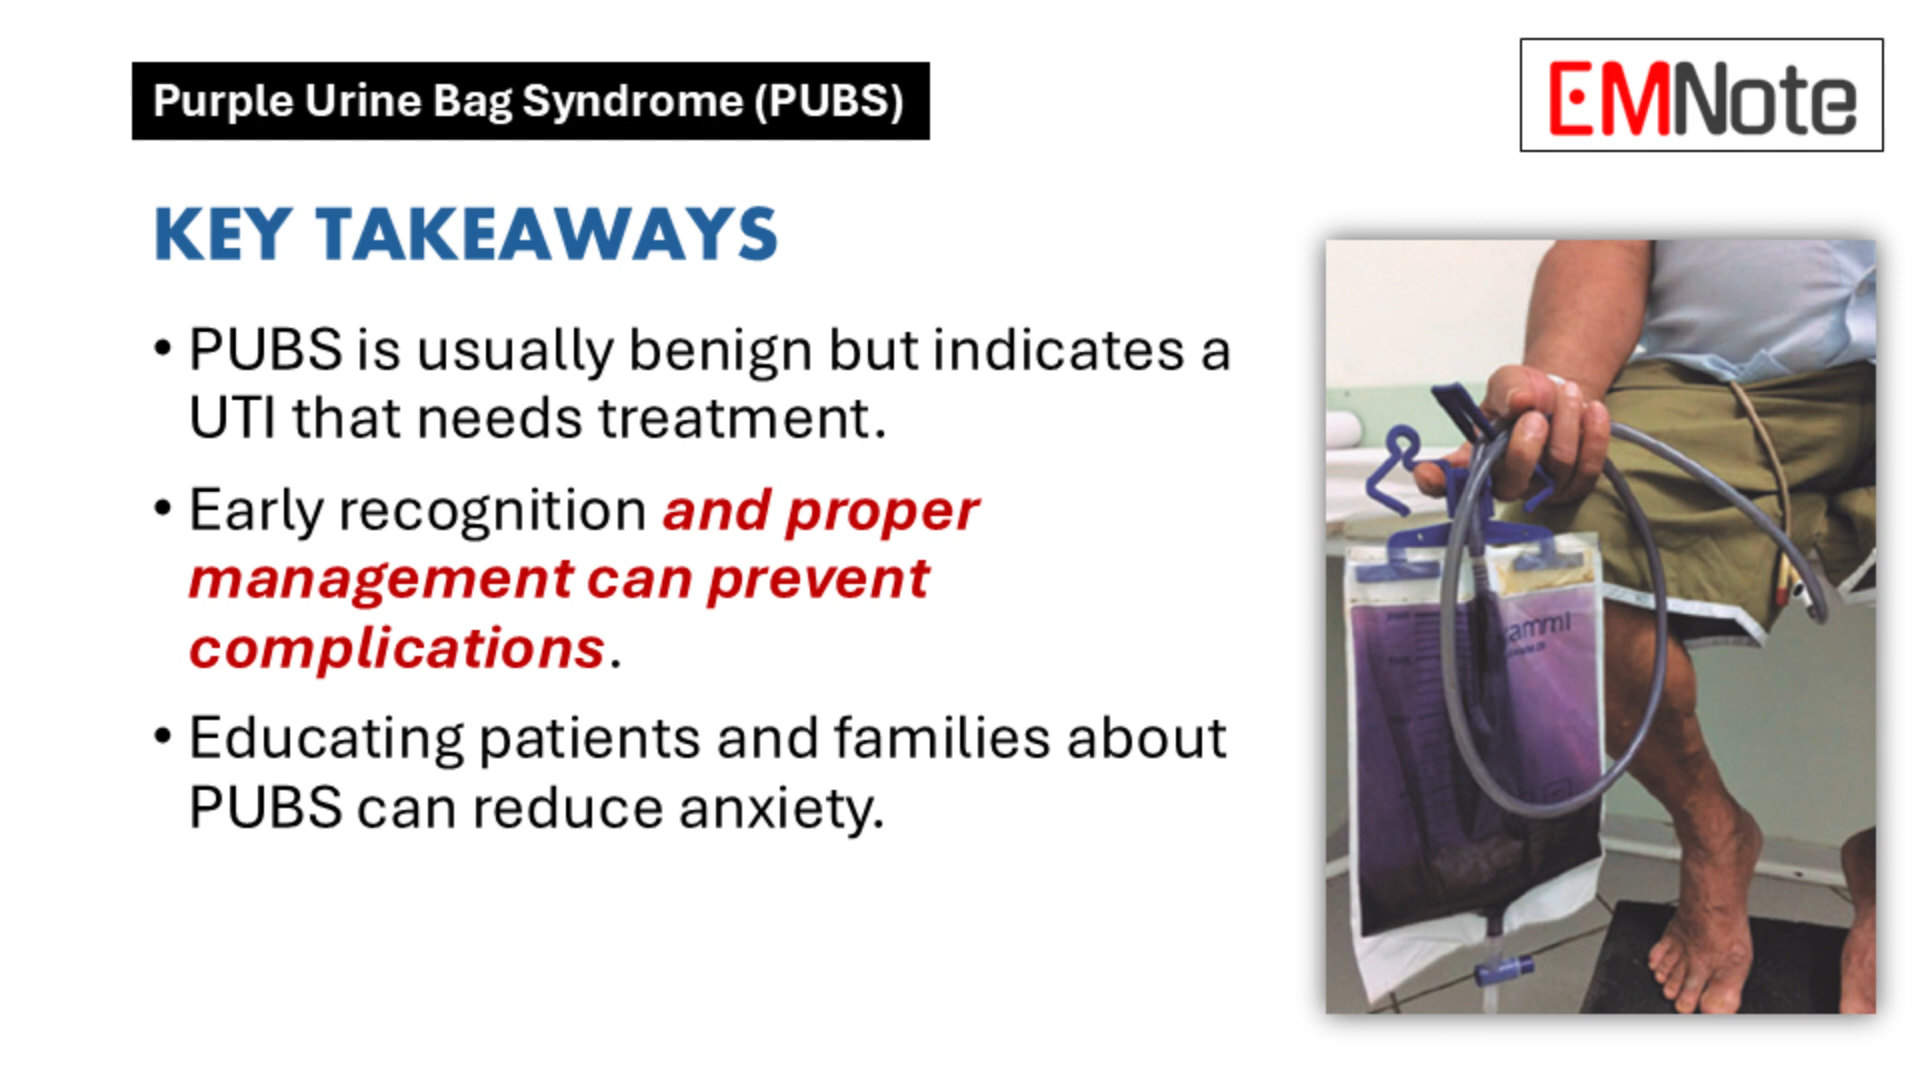 Purple Urine Bag Syndrome (PUBS)
EMNote
KEY TAKEAWAYS
• PUBS is usually benign but indicates a
UTI that needs treatment.
• Early recognition and proper
management can prevent
complications.
• Educating patients and families about
PUBS can reduce anxiety.